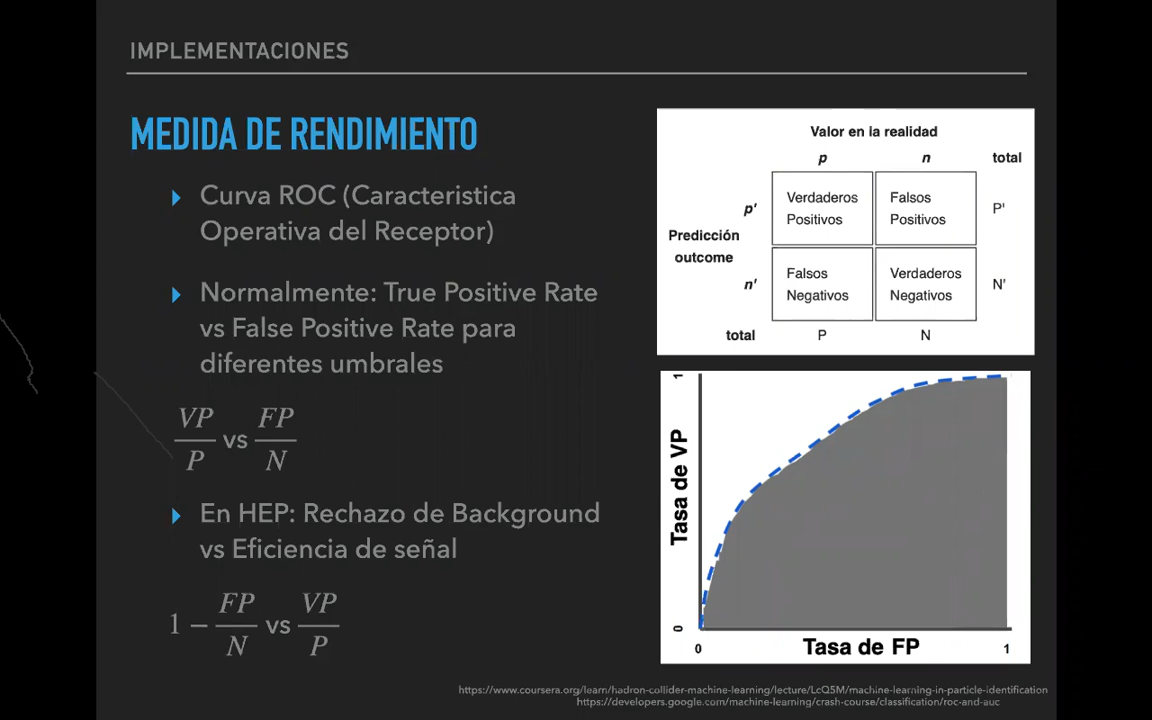 IMPLEMENTACIONES
MEDIDA DE RENDIMIENTO
Curva ROC (Caracteristica
Operativa del Receptor)
Normalmente: True Positive Rate
vs False Positive Rate para
diferentes umbrales
VP/P vs FP/N
En HEP: Rechazo de Background
vs Eficiencia de señal
1 − FP/N vs VP/P
Valor en la realidad
p n total
p' Verdaderos Positivos Falsos Positivos P'
Predicción outcome
n' Falsos Negativos Verdaderos Negativos N'
total P N
1
Tasa de VP
0
0 Tasa de FP 1
https://www.coursera.org/learn/hadron-collider-machine-learning/lecture/LcQ5M/machine-learning-in-particle-identification
https://developers.google.com/machine-learning/crash-course/classification/roc-and-auc